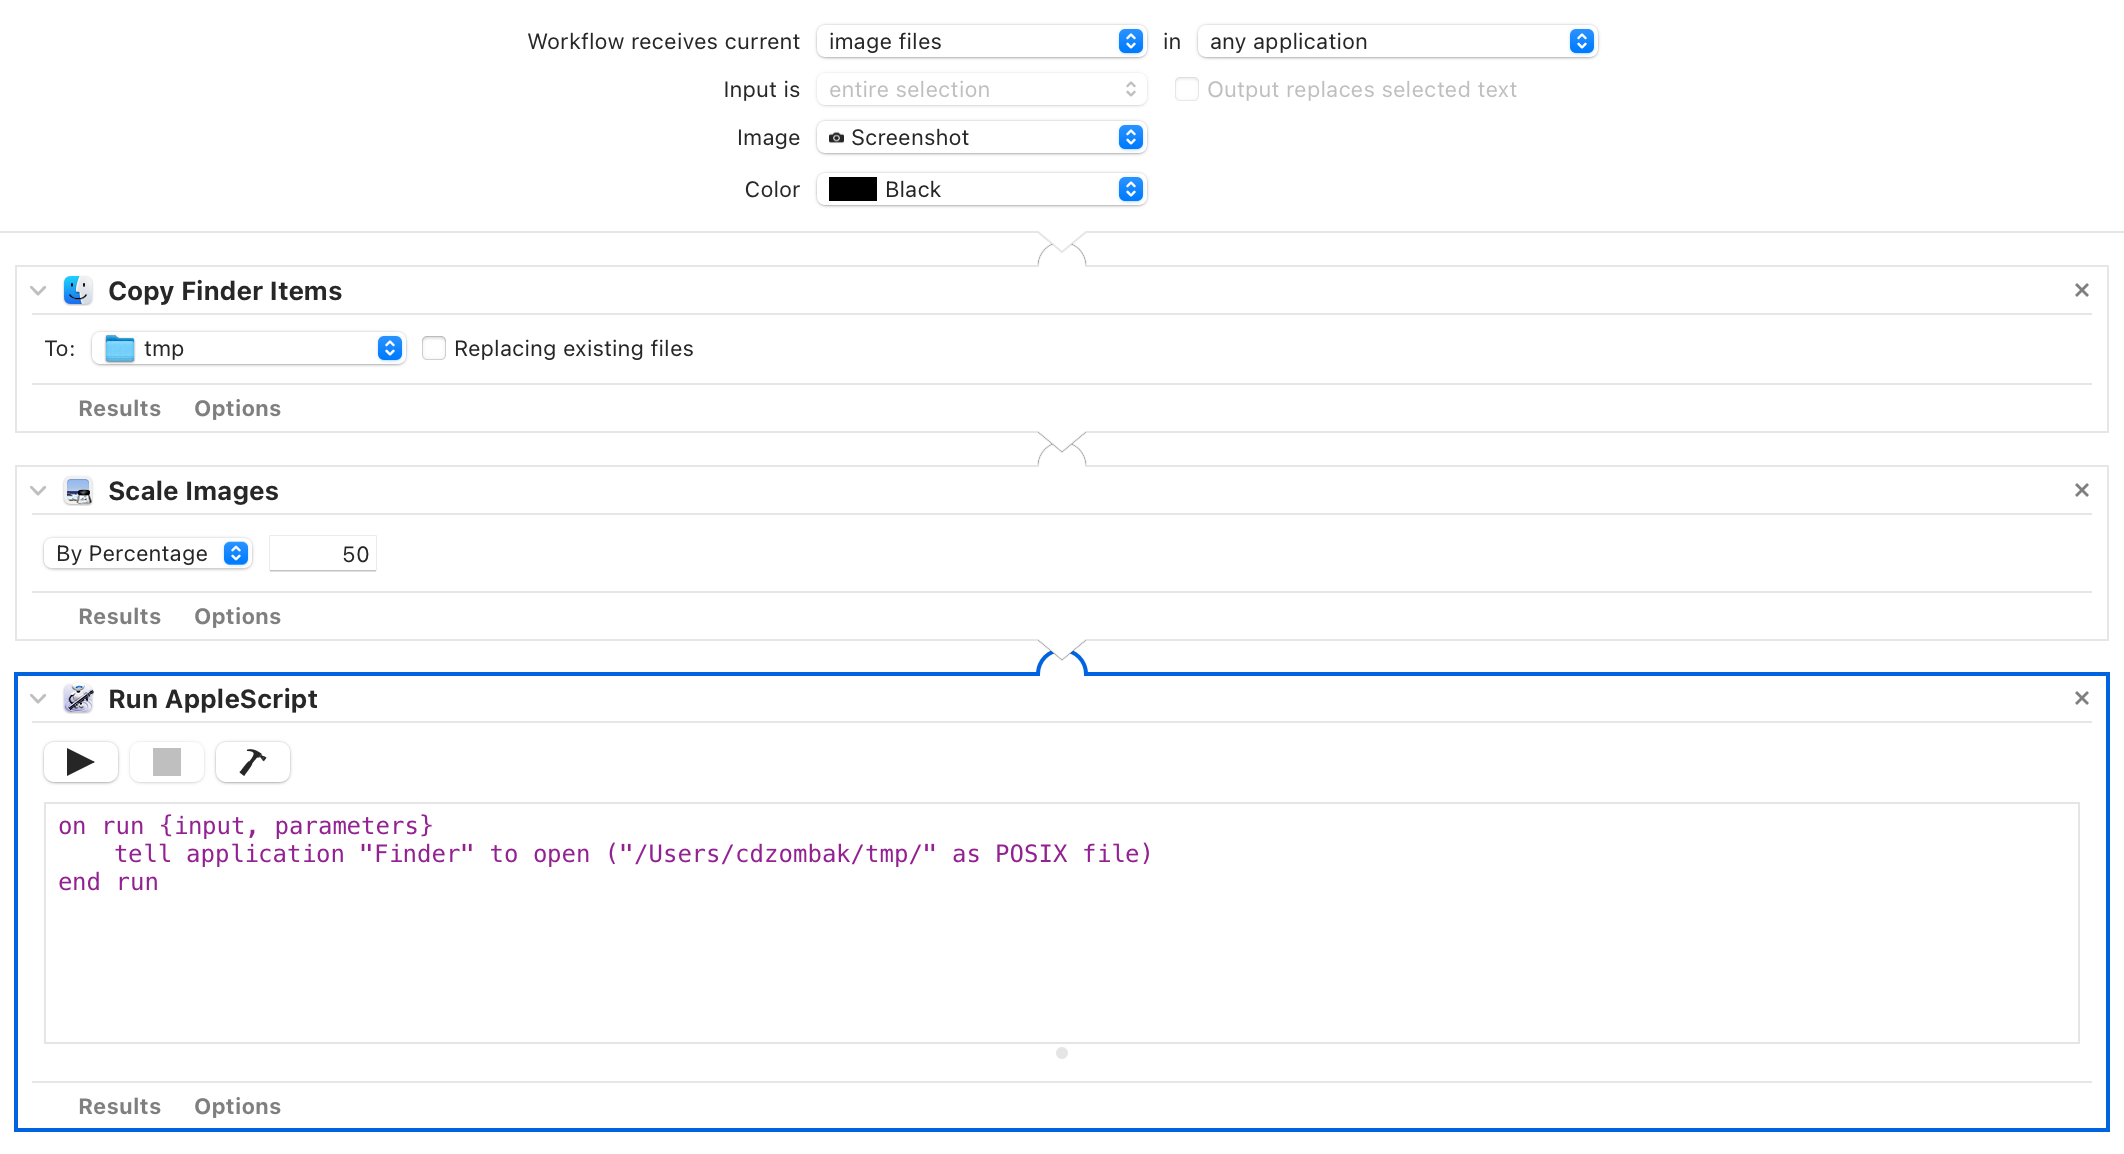 Workflow receives current image files in any application
Input is entire selection Output replaces selected text
Image Screenshot
Color Black
Copy Finder Items
To: tmp Replacing existing files
Results Options
Scale Images
By Percentage 50
Results Options
Run AppleScript
on run {input, parameters}
tell application "Finder" to open ("/Users/cdzombak/tmp/" as POSIX file)
end run
Results Options